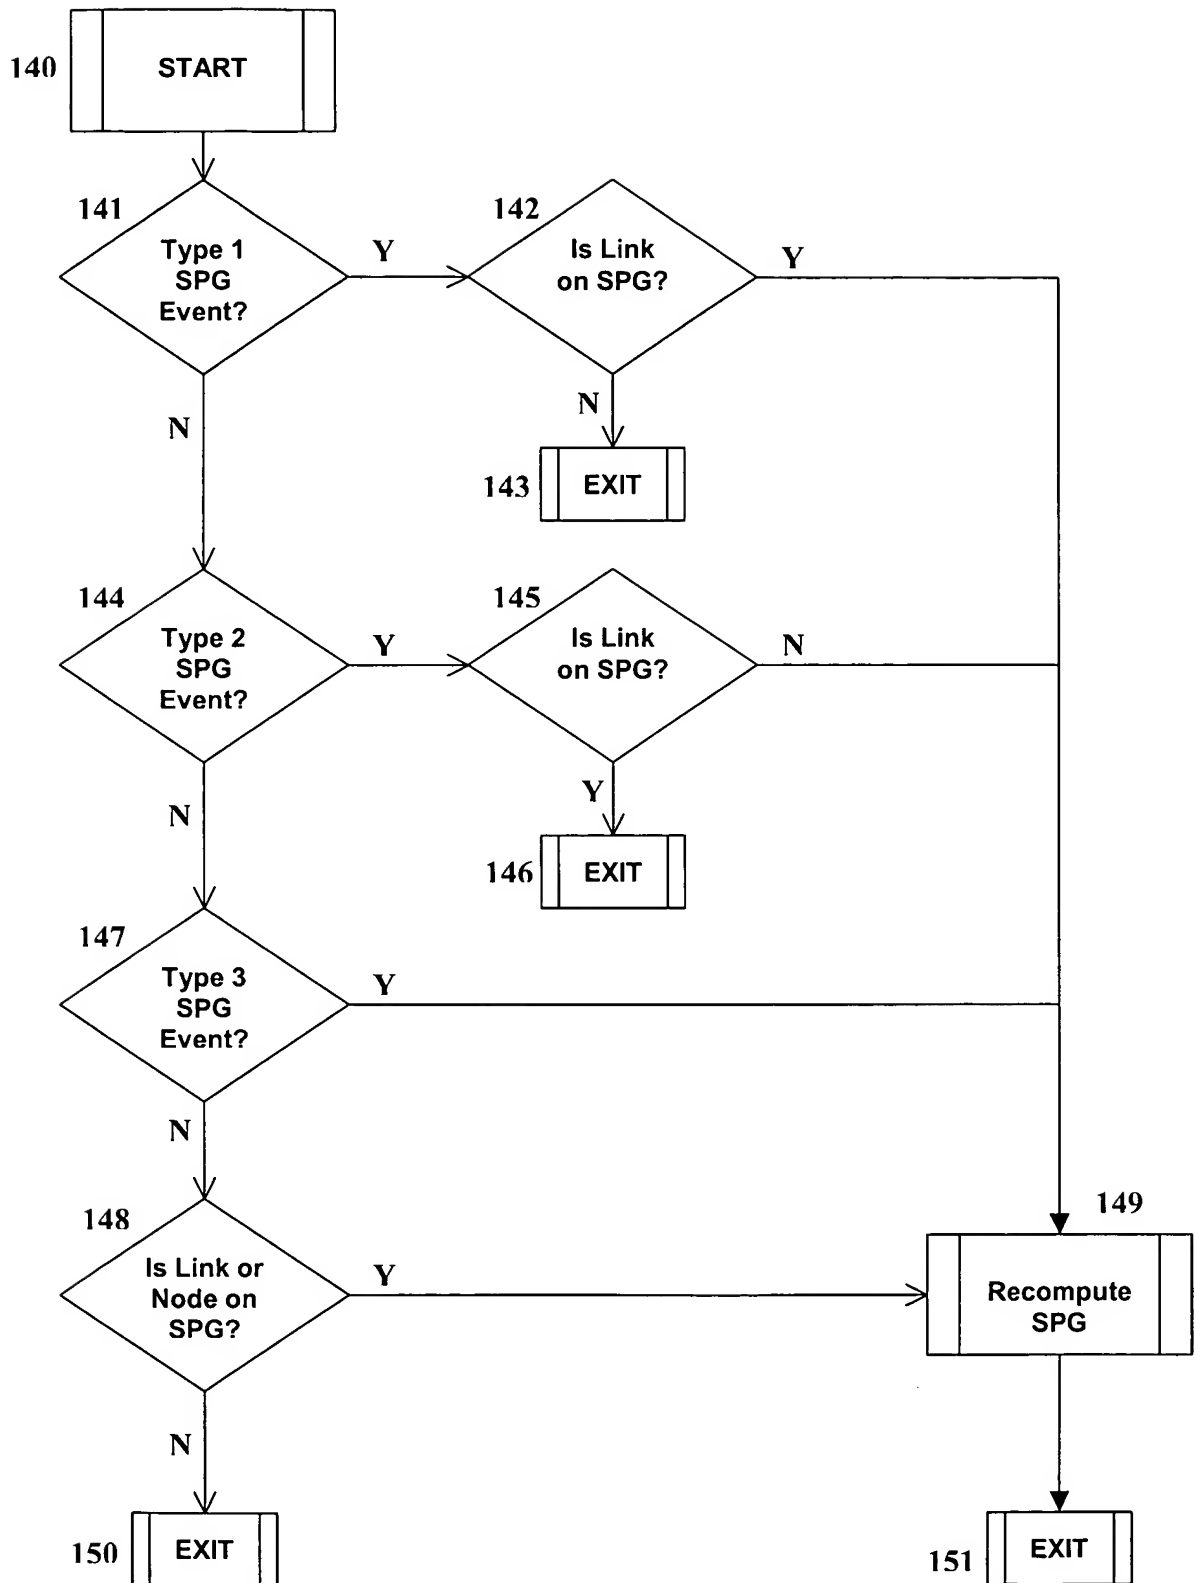 140
START
141
Type 1
SPG
Event?
Y
142
Is Link
on SPG?
Y
N
N
143
EXIT
144
Type 2
SPG
Event?
Y
145
Is Link
on SPG?
N
N
Y
146
EXIT
147
Type 3
SPG
Event?
Y
N
148
Is Link or
Node on
SPG?
Y
149
Recompute
SPG
N
150
EXIT
151
EXIT